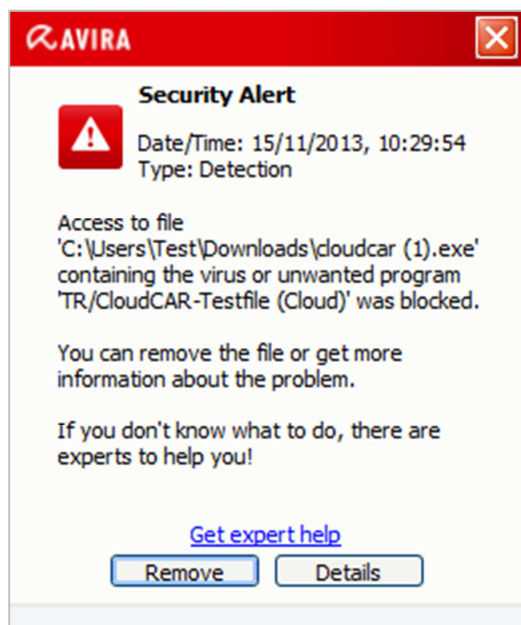 AVIRA
Security Alert
Date/Time: 15/11/2013, 10:29:54
Type: Detection
Access to file
'C:\Users\Test\Downloads\cloudcar (1).exe'
containing the virus or unwanted program
'TR/CloudCAR-Testfile (Cloud)' was blocked.
You can remove the file or get more
information about the problem.
If you don't know what to do, there are
experts to help you!
Get expert help
Remove Details